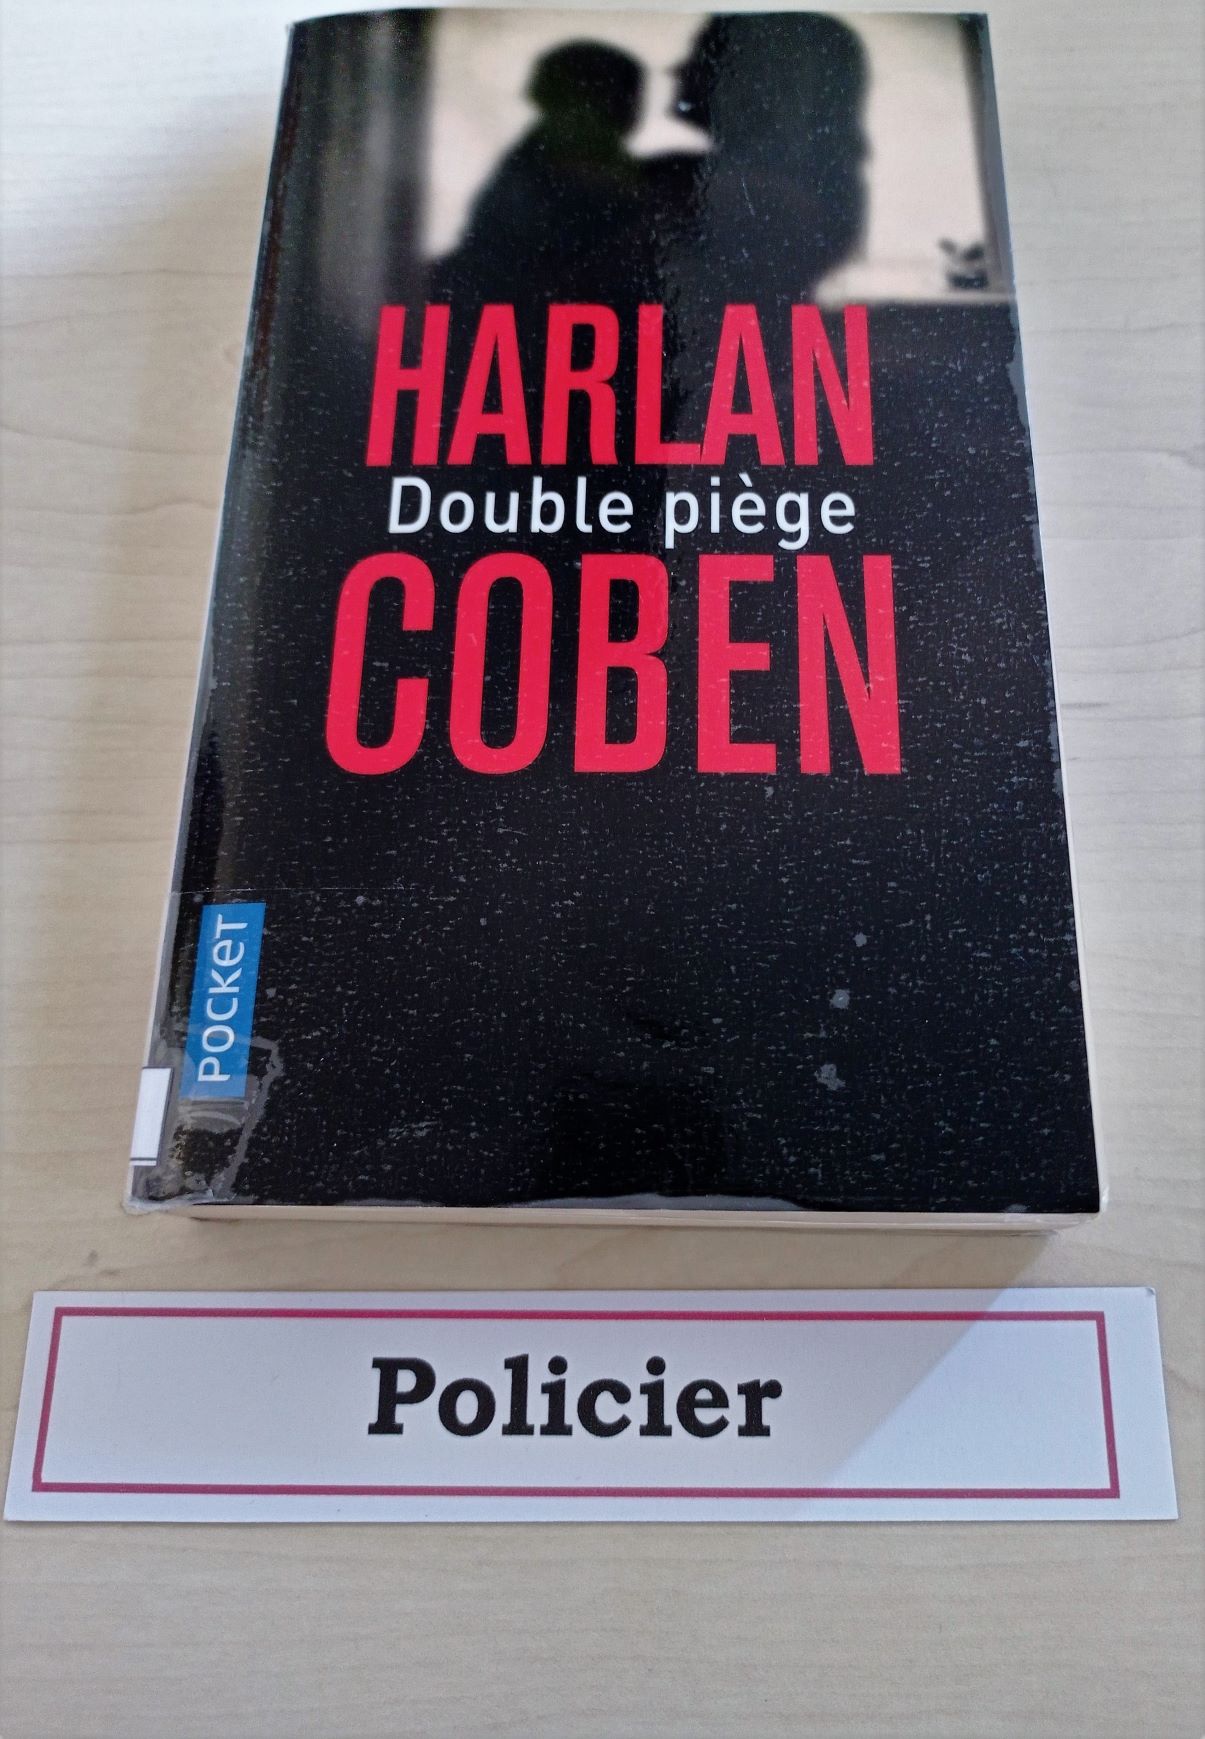 HARLAN
Double piège
COBEN
POCKET
Policier